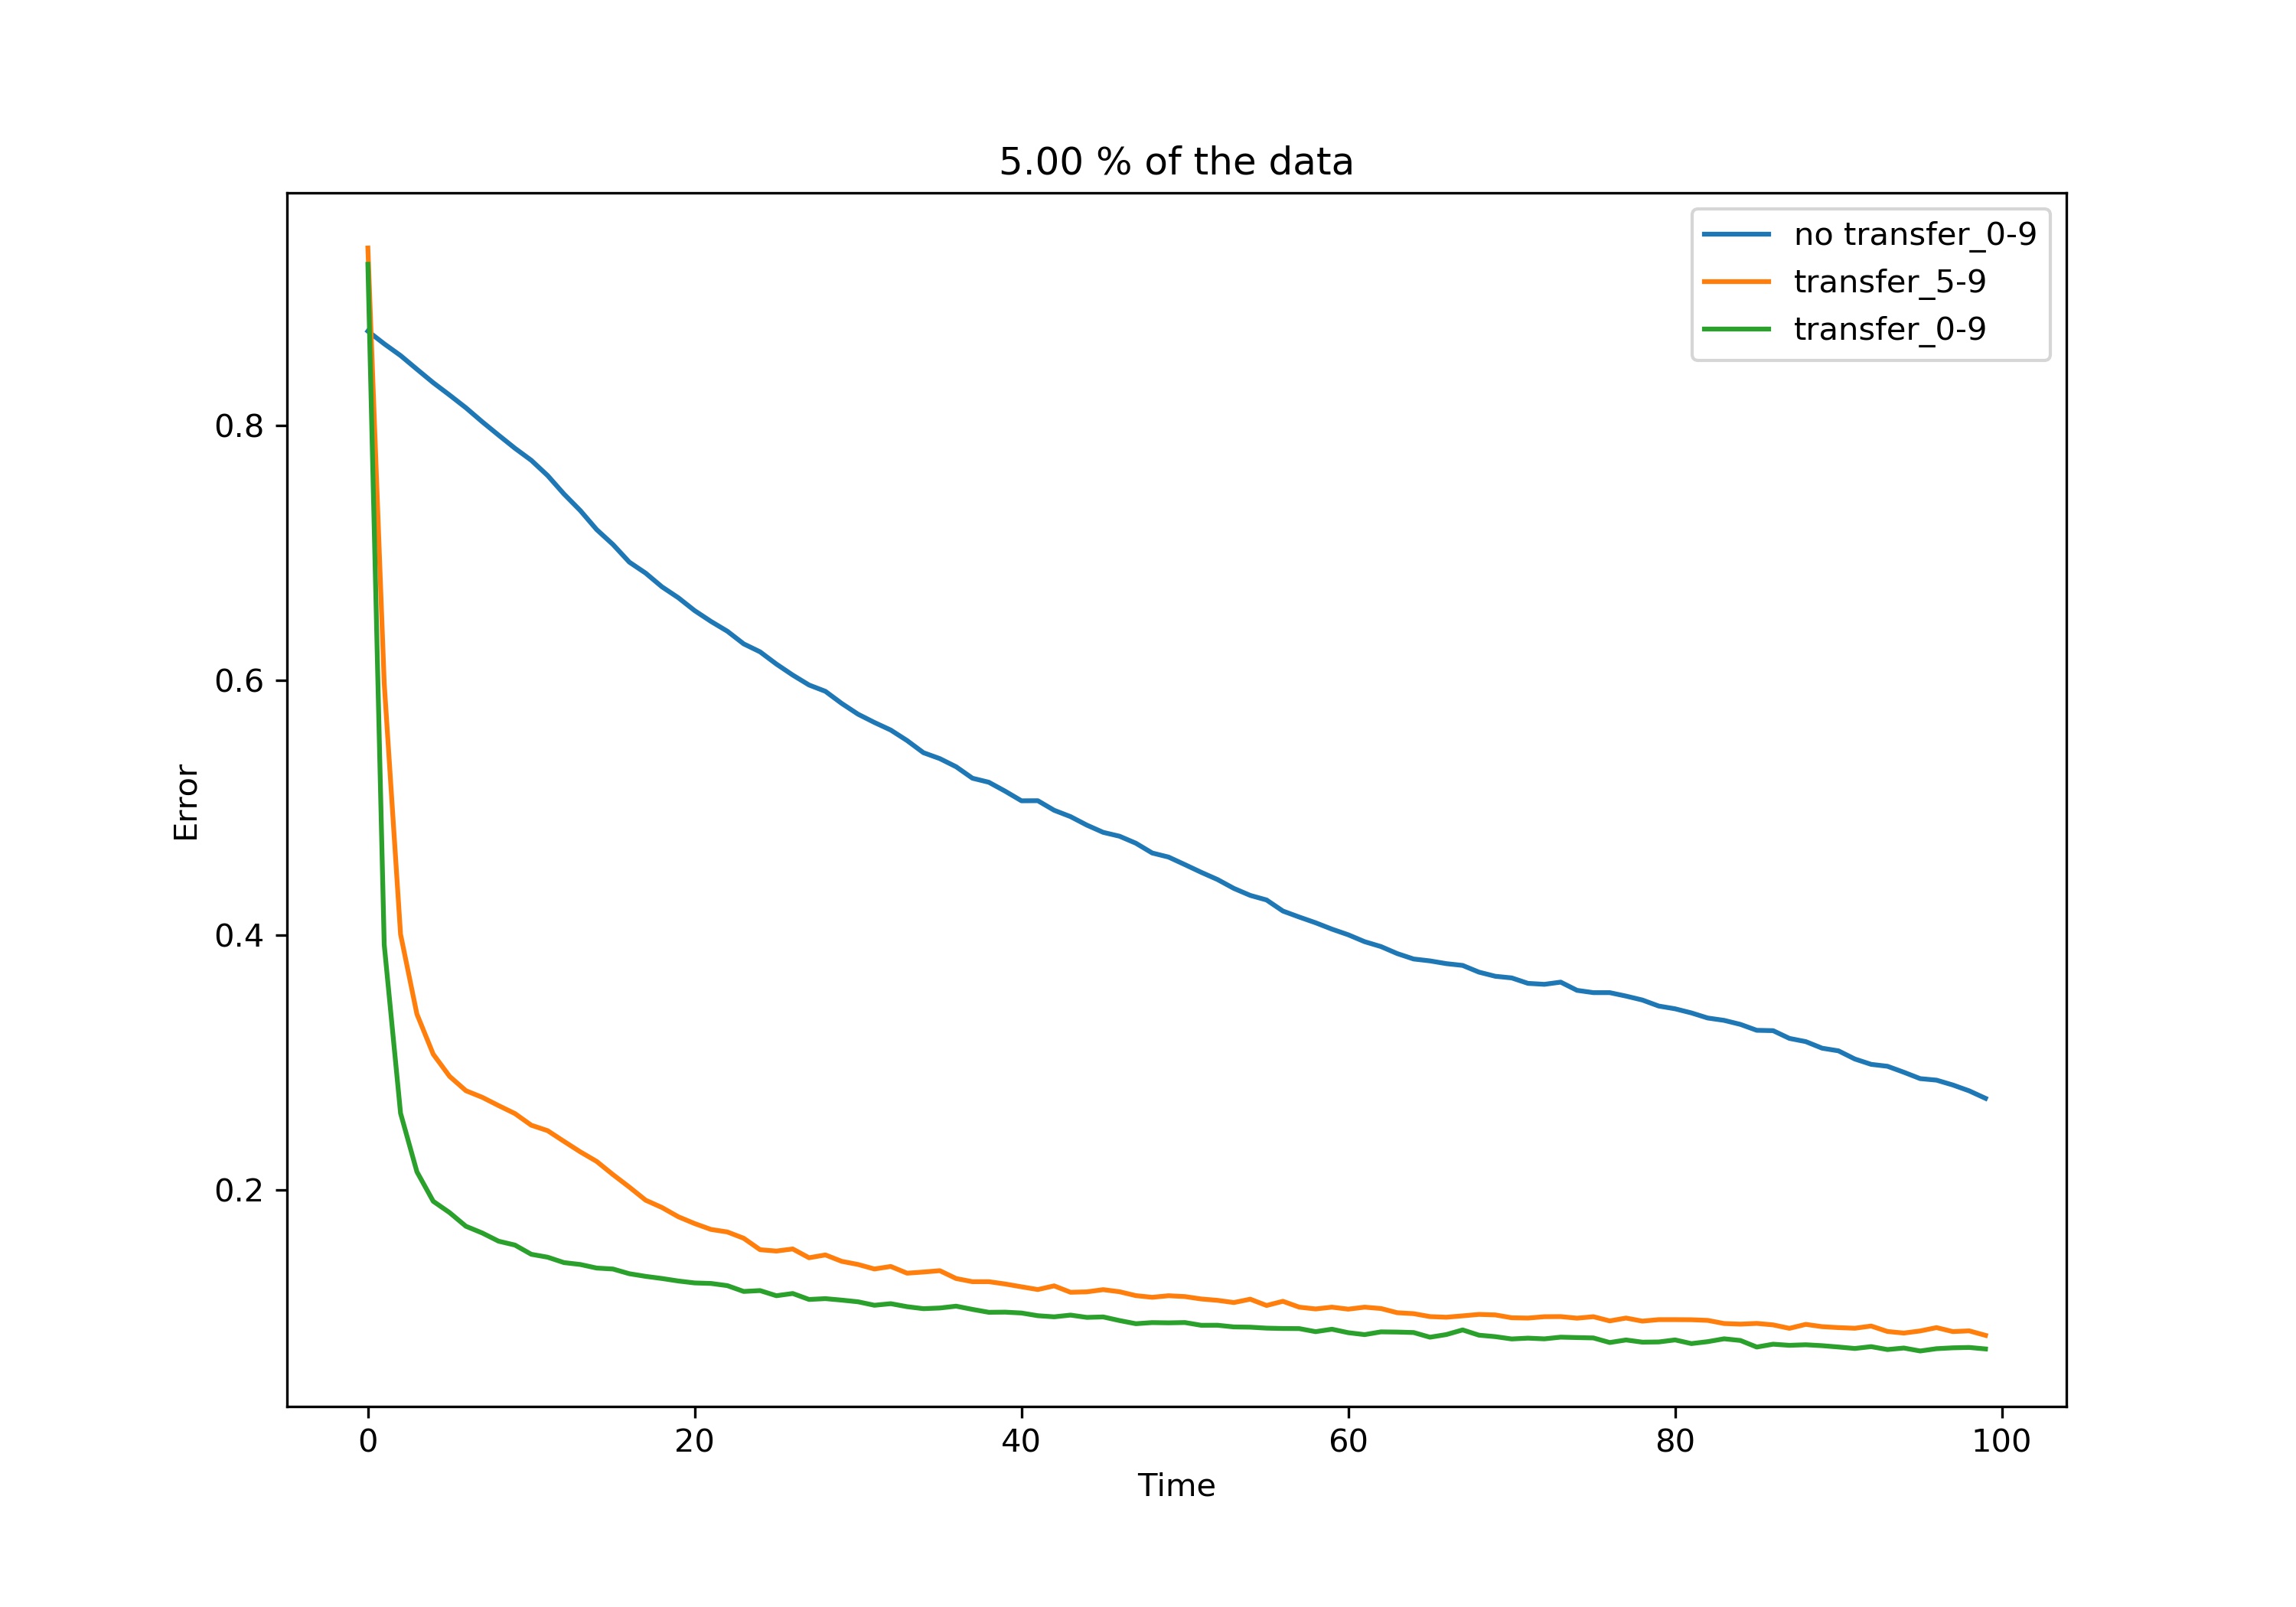 5.00 % of the data
no transfer_0-9
transfer_5-9
transfer_0-9
Error
0.8
0.6
0.4
0.2
0 20 40 60 80 100
Time